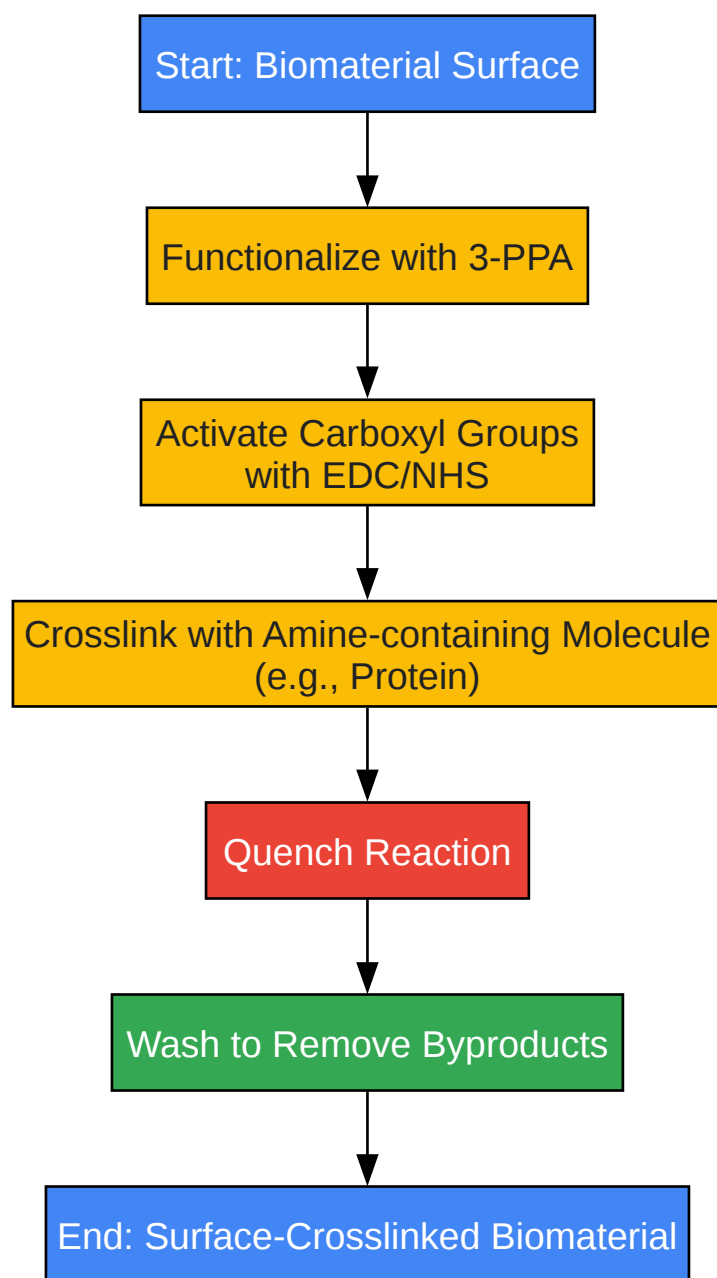 Start: Biomaterial Surface
Functionalize with 3-PPA
Activate Carboxyl Groups
with EDC/NHS
Crosslink with Amine-containing Molecule
(e.g., Protein)
Quench Reaction
Wash to Remove Byproducts
End: Surface-Crosslinked Biomaterial